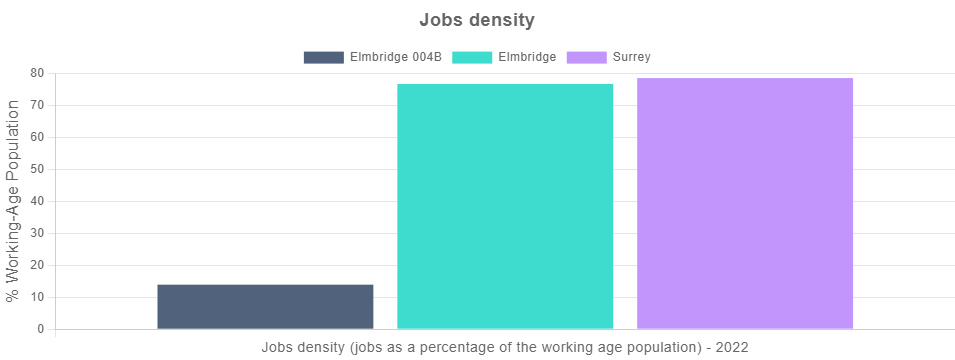 Jobs density
Elmbridge 004B Elmbridge Surrey
% Working-Age Population
80
70
60
50
40
30
20
10
0
Jobs density (jobs as a percentage of the working age population) - 2022